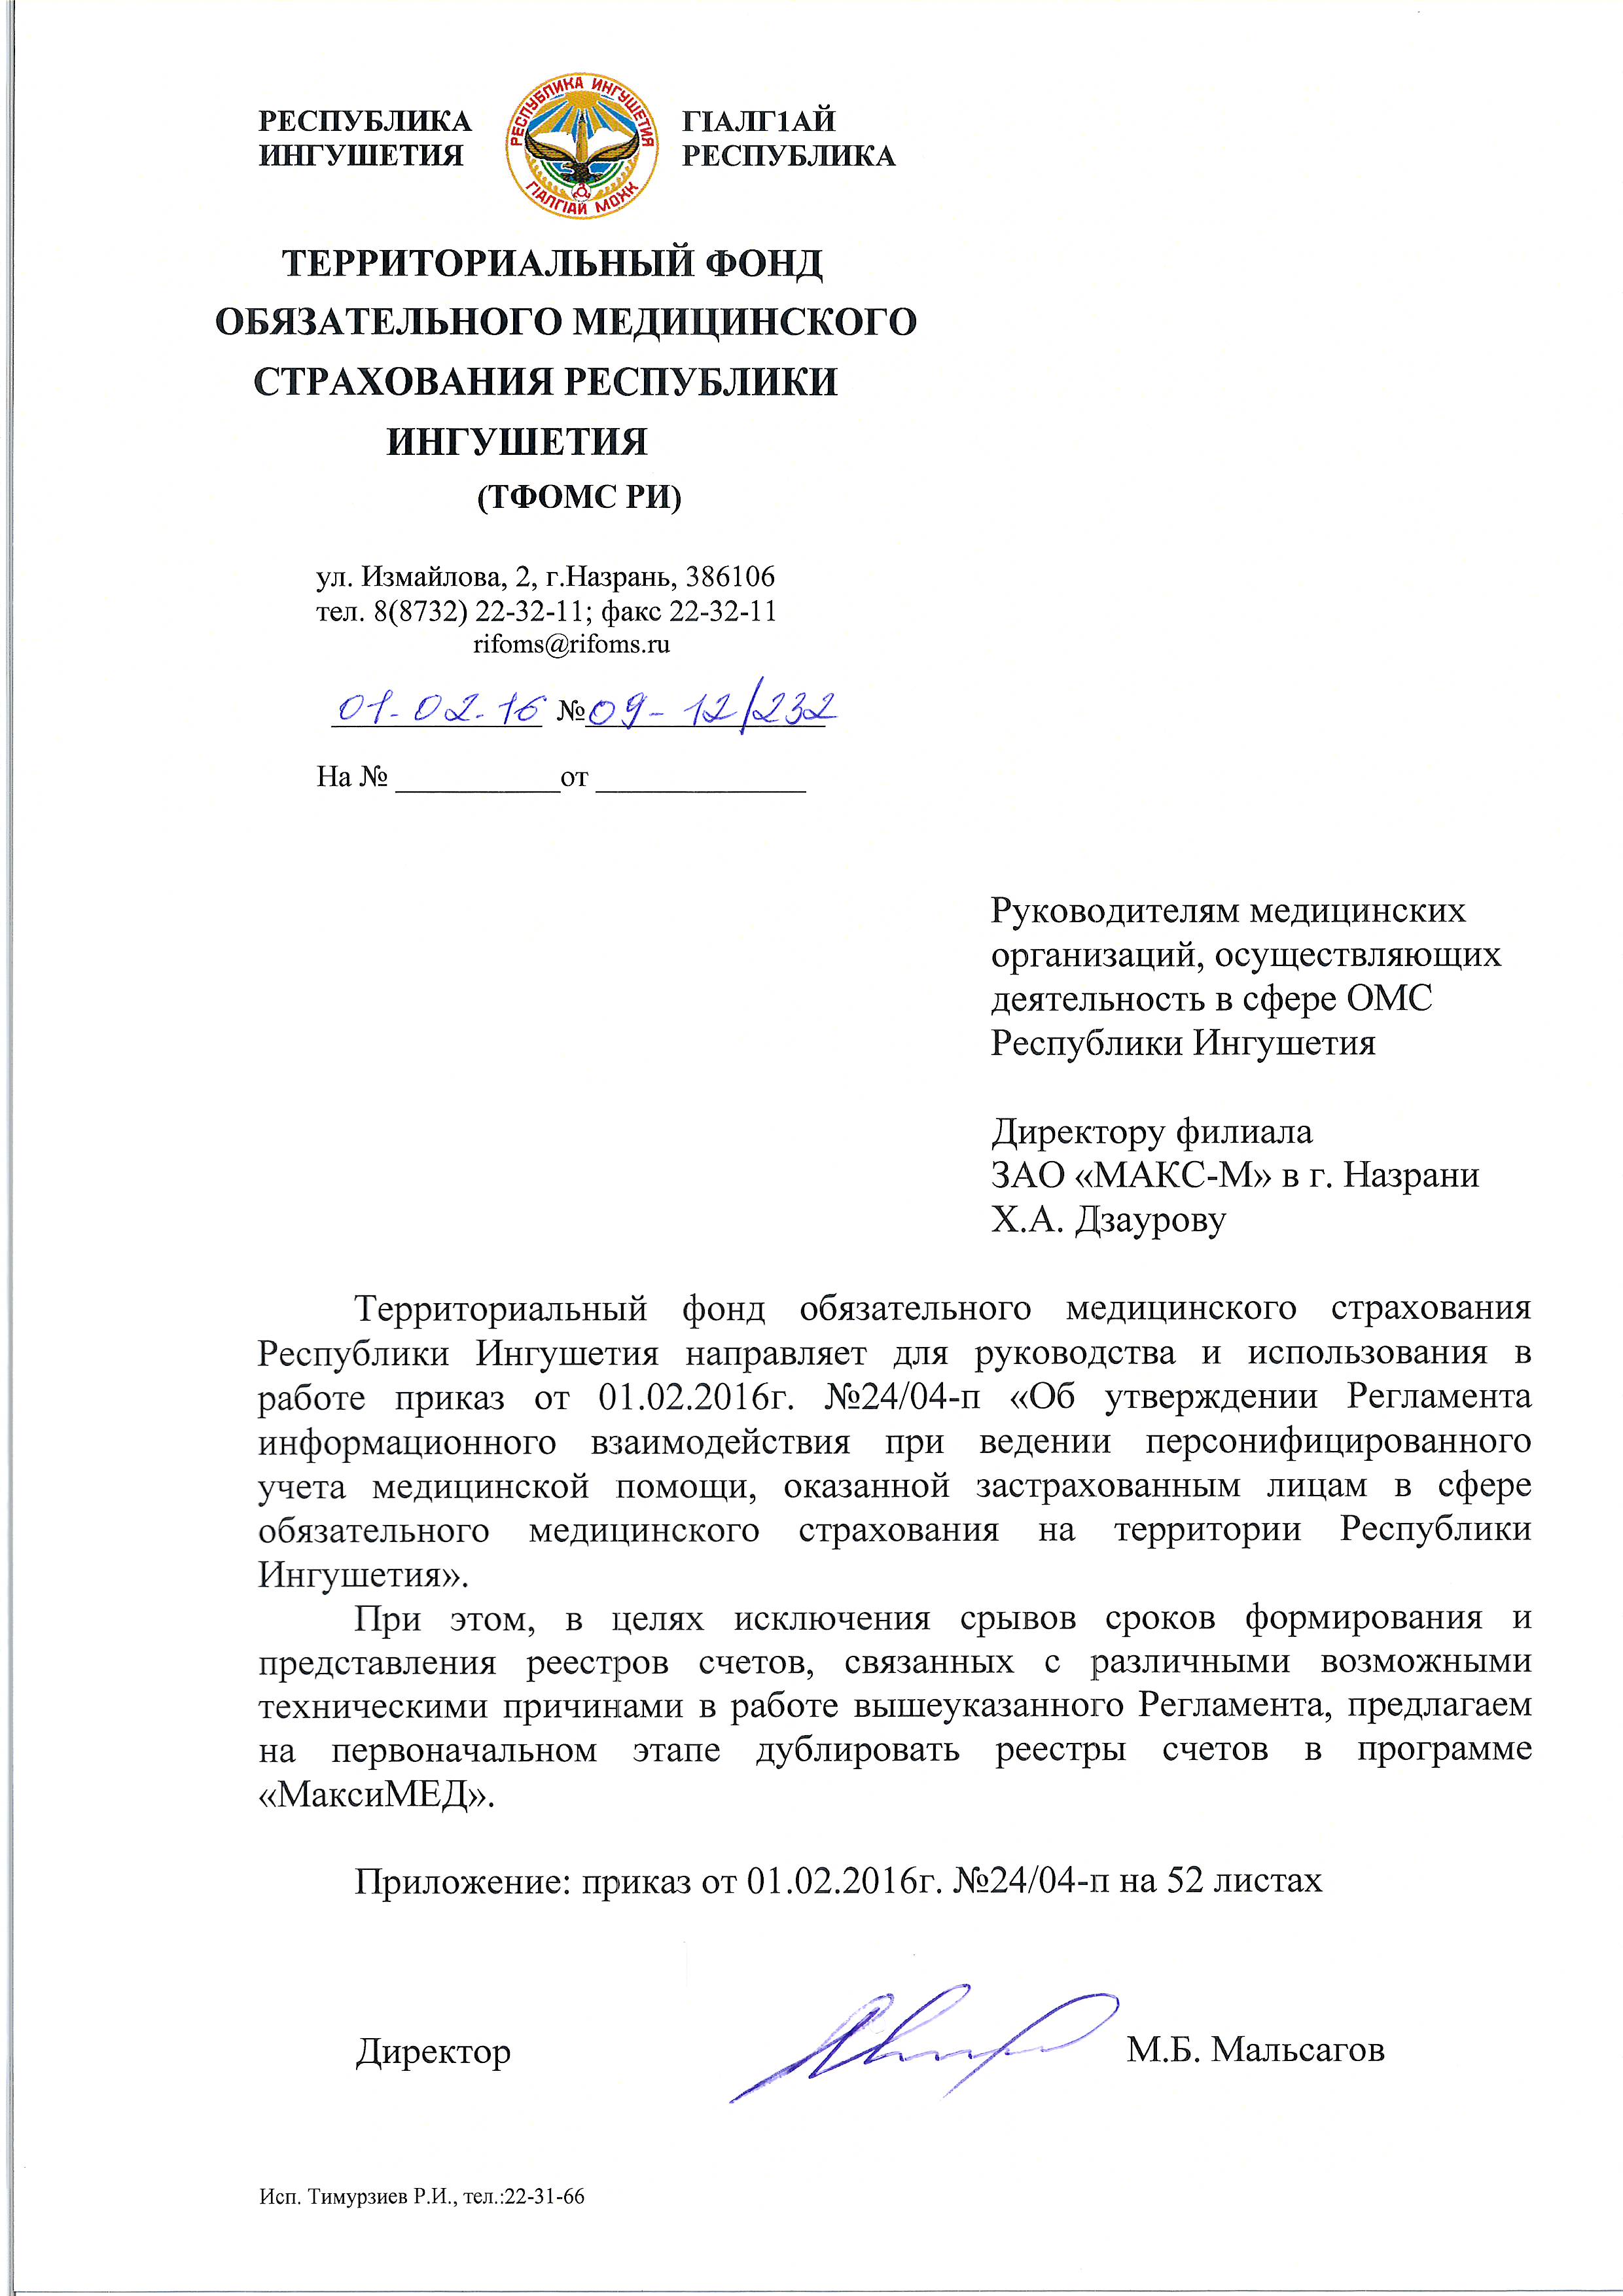 РЕСПУБЛИКА
ИНГУШЕТИЯ
РЕСПУБЛИКА ИНГУШЕТИЯ
ГІАЛГІАЙ МОХК
ГІАЛГ1АЙ
РЕСПУБЛИКА
ТЕРРИТОРИАЛЬНЫЙ ФОНД
ОБЯЗАТЕЛЬНОГО МЕДИЦИНСКОГО
СТРАХОВАНИЯ РЕСПУБЛИКИ
ИНГУШЕТИЯ
(ТФОМС РИ)
ул. Измайлова, 2, г.Назрань, 386106
тел. 8(8732) 22-32-11; факс 22-32-11
rifoms@rifoms.ru
01-02-16 №09-12/232
На № ___________от ______________
Руководителям медицинских
организаций, осуществляющих
деятельность в сфере ОМС
Республики Ингушетия
Директору филиала
ЗАО «МАКС-М» в г. Назрани
Х.А. Дзаурову
Территориальный фонд обязательного медицинского страхования
Республики Ингушетия направляет для руководства и использования в
работе приказ от 01.02.2016г. №24/04-п «Об утверждении Регламента
информационного взаимодействия при ведении персонифицированного
учета медицинской помощи, оказанной застрахованным лицам в сфере
обязательного медицинского страхования на территории Республики
Ингушетия».
При этом, в целях исключения срывов сроков формирования и
представления реестров счетов, связанных с различными возможными
техническими причинами в работе вышеуказанного Регламента, предлагаем
на первоначальном этапе дублировать реестры счетов в программе
«МаксиМЕД».
Приложение: приказ от 01.02.2016г. №24/04-п на 52 листах
Директор М.Б. Мальсагов
Исп. Тимурзиев Р.И., тел.:22-31-66